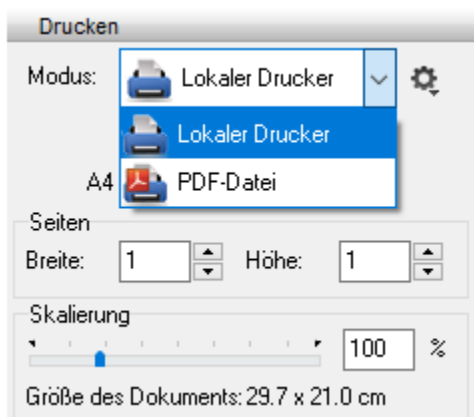 Drucken
Modus: Lokaler Drucker
Lokaler Drucker
A4 PDF-Datei
Seiten
Breite: 1 Höhe: 1
Skalierung
100 %
Größe des Dokuments: 29.7 x 21.0 cm